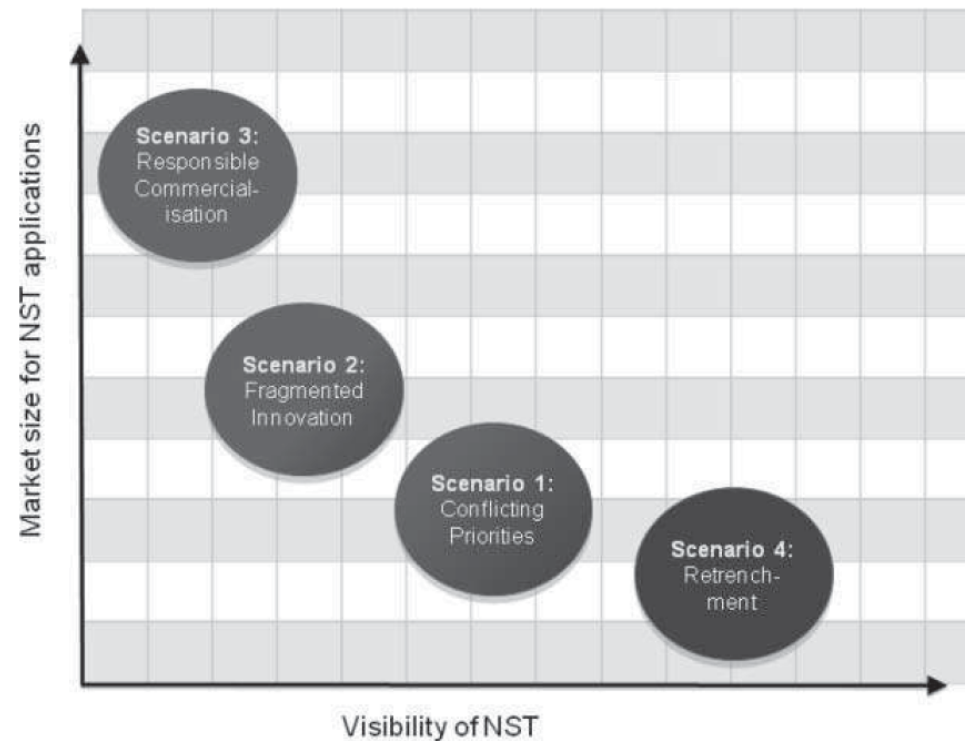 Market size for NST applications
Scenario 3:
Responsible
Commercial-
isation
Scenario 2:
Fragmented
Innovation
Scenario 1:
Conflicting
Priorities
Scenario 4:
Retrench-
ment
Visibility of NST